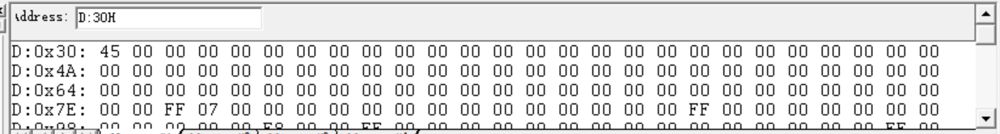 Address: D:30H
D:0x30: 45 00 00 00 00 00 00 00 00 00 00 00 00 00 00 00 00 00 00 00 00 00 00 00 00 00
D:0x4A: 00 00 00 00 00 00 00 00 00 00 00 00 00 00 00 00 00 00 00 00 00 00 00 00 00 00
D:0x64: 00 00 00 00 00 00 00 00 00 00 00 00 00 00 00 00 00 00 00 00 00 00 00 00 00 00
D:0x7E: 00 00 FF 07 00 00 00 00 00 00 00 00 00 00 00 00 00 00 FF 00 00 00 00 00 00 00